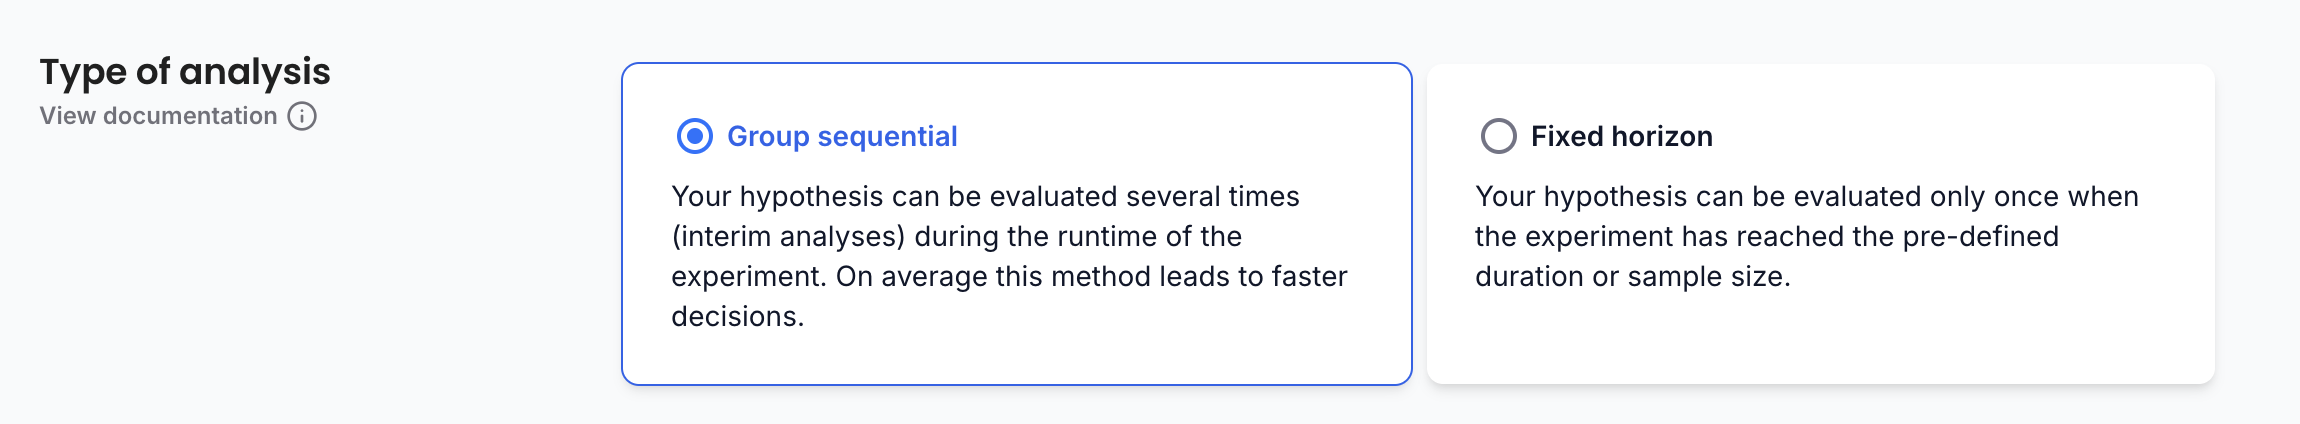 Type of analysis
View documentation
Group sequential
Your hypothesis can be evaluated several times
(interim analyses) during the runtime of the
experiment. On average this method leads to faster
decisions.
Fixed horizon
Your hypothesis can be evaluated only once when
the experiment has reached the pre-defined
duration or sample size.